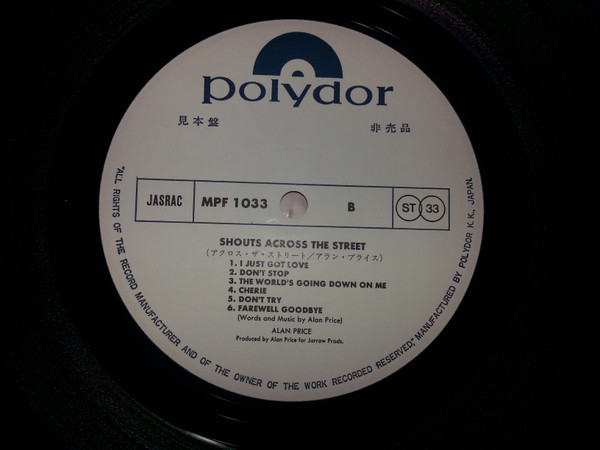 polydor
見本盤 非売品
JASRAC MPF 1033 B ST 33
SHOUTS ACROSS THE STREET
(アクロス・ザ・ストリート/アラン・プライス)
1. I JUST GOT LOVE
2. DON'T STOP
3. THE WORLD'S GOING DOWN ON ME
4. CHERIE
5. DON'T TRY
6. FAREWELL GOODBYE
(Words and Music by Alan Price)
ALAN PRICE
Produced by Alan Price for Jarrow Prods.
"ALL RIGHTS OF THE RECORD MANUFACTURER AND OF THE OWNER OF THE WORK RECORDED RESERVED," MANUFACTURED BY POLYDOR K.K., JAPAN.